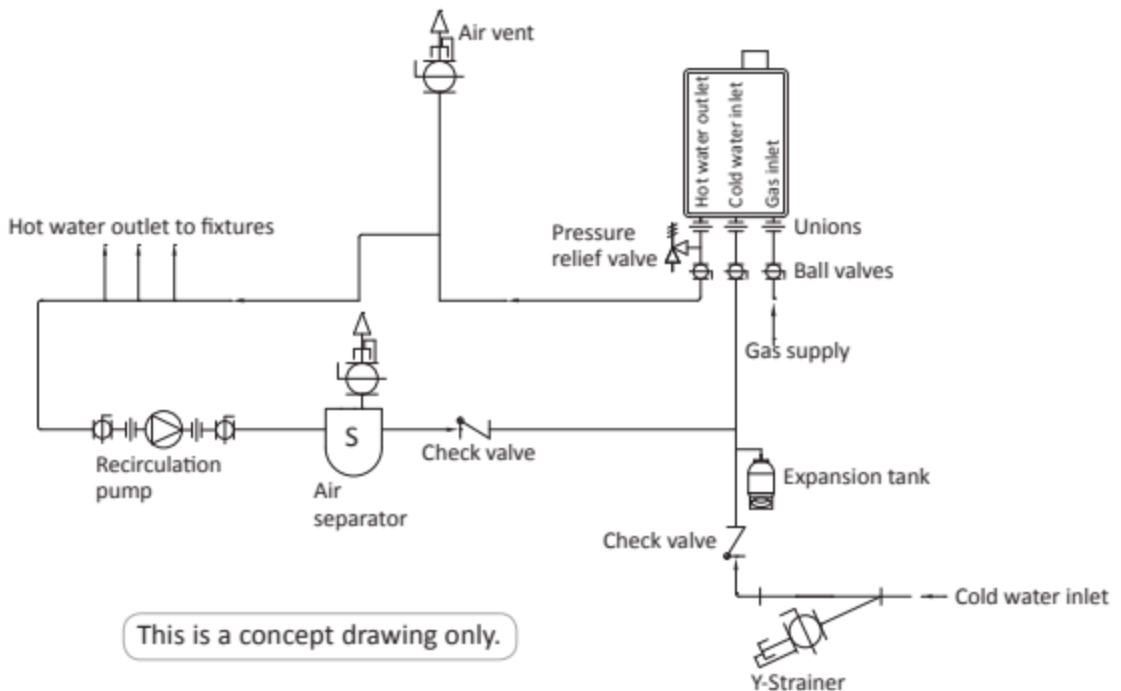 Air vent
Hot water outlet
Cold water inlet
Gas inlet
Hot water outlet to fixtures
Pressure
relief valve
Unions
Ball valves
Gas supply
S
Check valve
Recirculation
pump
Air
separator
Expansion tank
Check valve
Cold water inlet
This is a concept drawing only.
Y-Strainer